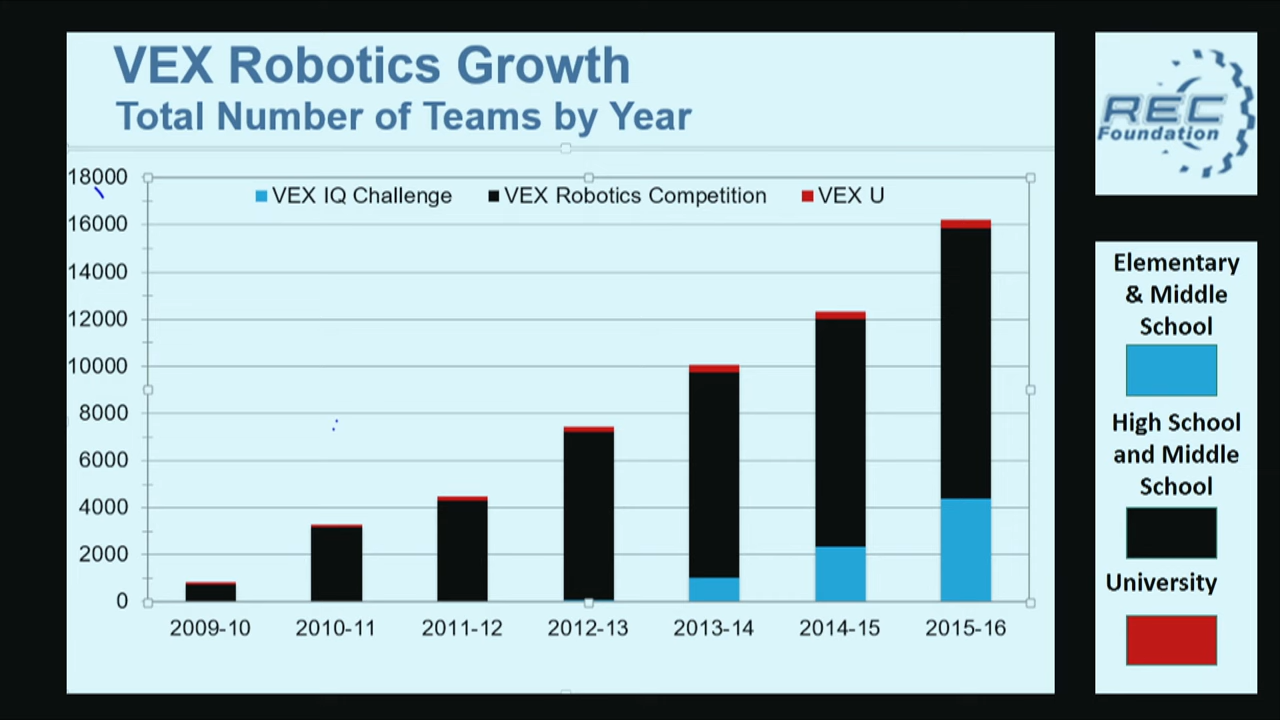 VEX Robotics Growth
Total Number of Teams by Year
REC
Foundation
18000
16000
14000
12000
10000
8000
6000
4000
2000
0
VEX IQ Challenge VEX Robotics Competition VEX U
2009-10 2010-11 2011-12 2012-13 2013-14 2014-15 2015-16
Elementary
& Middle
School
High School
and Middle
School
University